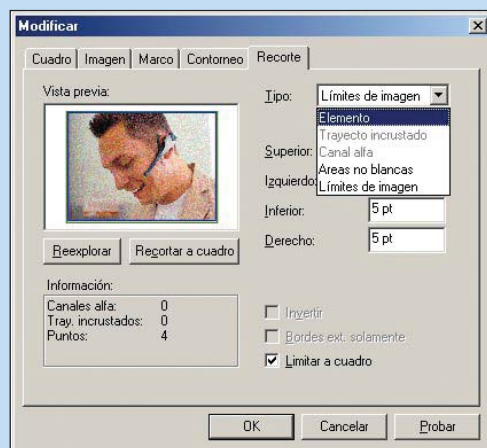 Modificar
Cuadro Imagen Marco Contorneo Recorte
Vista previa:
Tipo: Límites de imagen
Elemento
Trayecto incrustado
Canal alfa
Areas no blancas
Límites de imagen
Superior:
Izquierdo:
Inferior: 5 pt
Derecho: 5 pt
Reexplorar Recortar a cuadro
Información:
Canales alfa: 0
Tray. incrustados: 0
Puntos: 4
Invertir
Bordes ext. solamente
Limitar a cuadro
OK Cancelar Probar